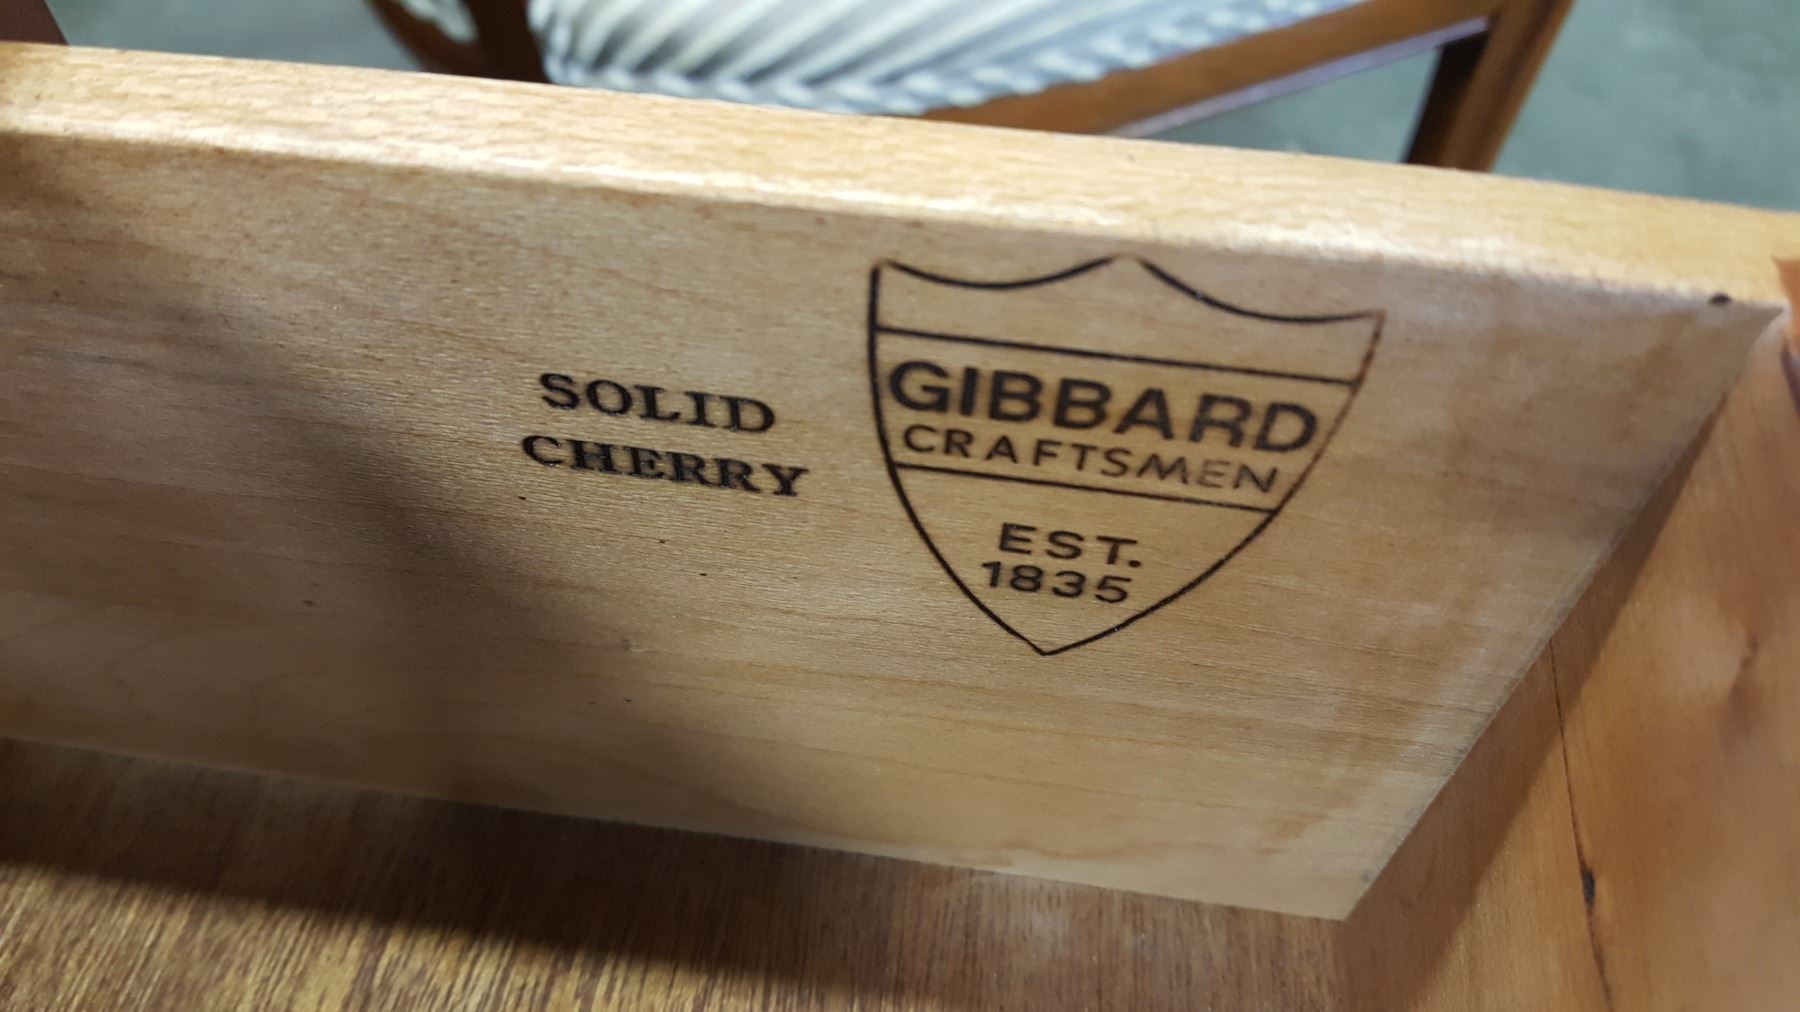 SOLID
CHERRY
GIBBARD
CRAFTSMEN
EST.
1835